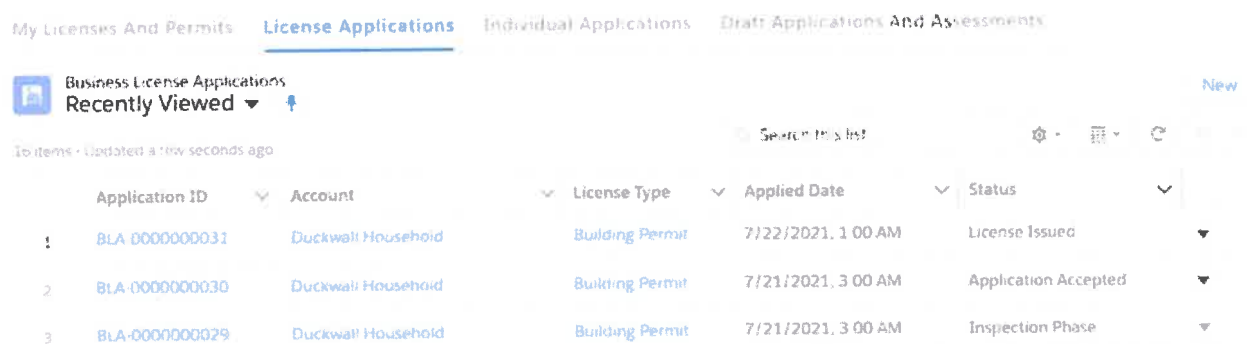 My Licenses And Permits License Applications Individual Applications Draft Applications And Assessments
Business License Applications
Recently Viewed
New
Search this list
16 items • Updated a few seconds ago
Application ID Account License Type Applied Date Status
1 BLA-0000000031 Duckwall Household Building Permit 7/22/2021, 1:00 AM License Issued
2 BLA-0000000030 Duckwall Household Building Permit 7/21/2021, 3:00 AM Application Accepted
3 BLA-0000000029 Duckwall Household Building Permit 7/21/2021, 3:00 AM Inspection Phase